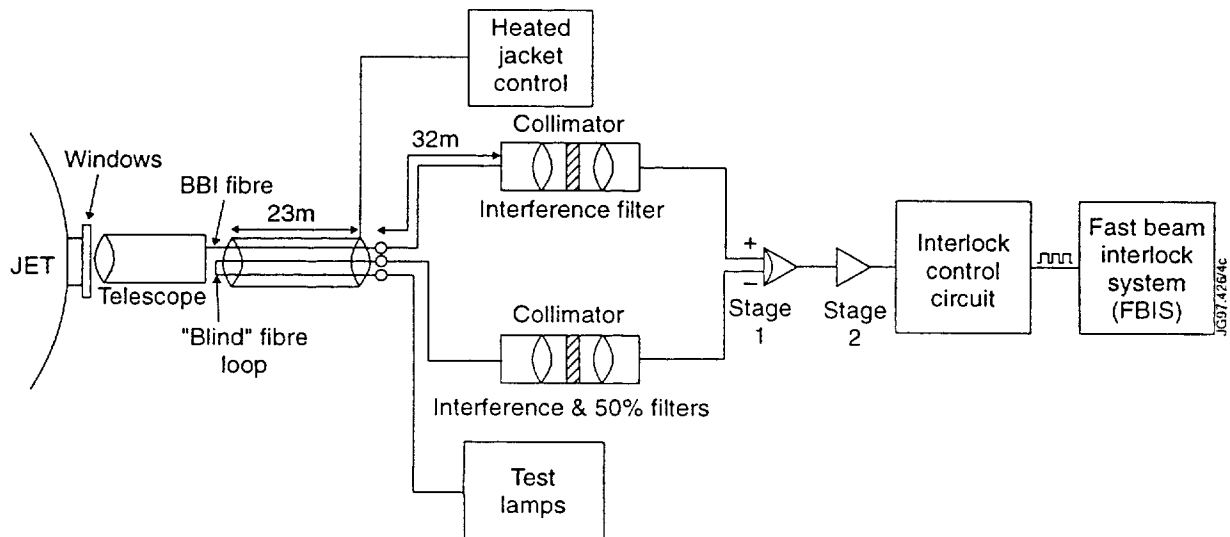 Heated
jacket
control
32m
Collimator
Windows
BBI fibre
23m
Interference filter
JET
Telescope
"Blind" fibre
loop
+
−
Stage
1
Stage
2
Interlock
control
circuit
Fast beam
interlock
system
(FBIS)
JG97.426/4c
Collimator
Interference & 50% filters
Test
lamps